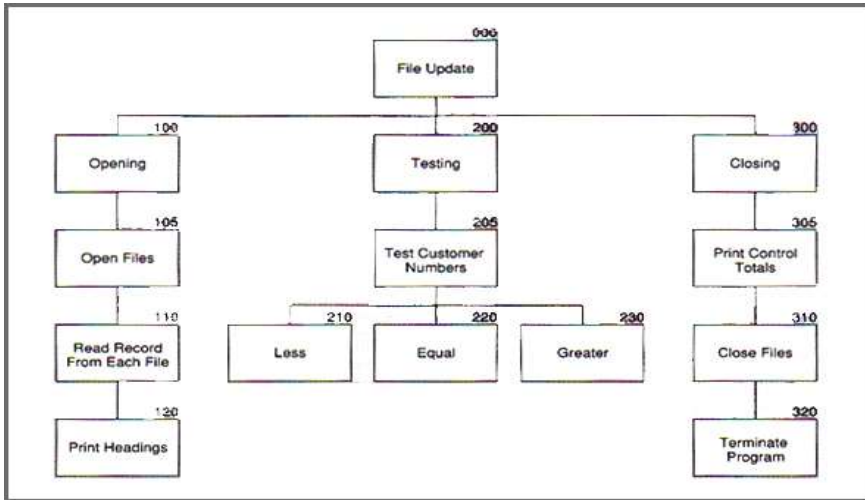 000
File Update
100
Opening
200
Testing
300
Closing
105
Open Files
205
Test Customer
Numbers
305
Print Control
Totals
110
Read Record
From Each File
210
Less
220
Equal
230
Greater
310
Close Files
120
Print Headings
320
Terminate
Program